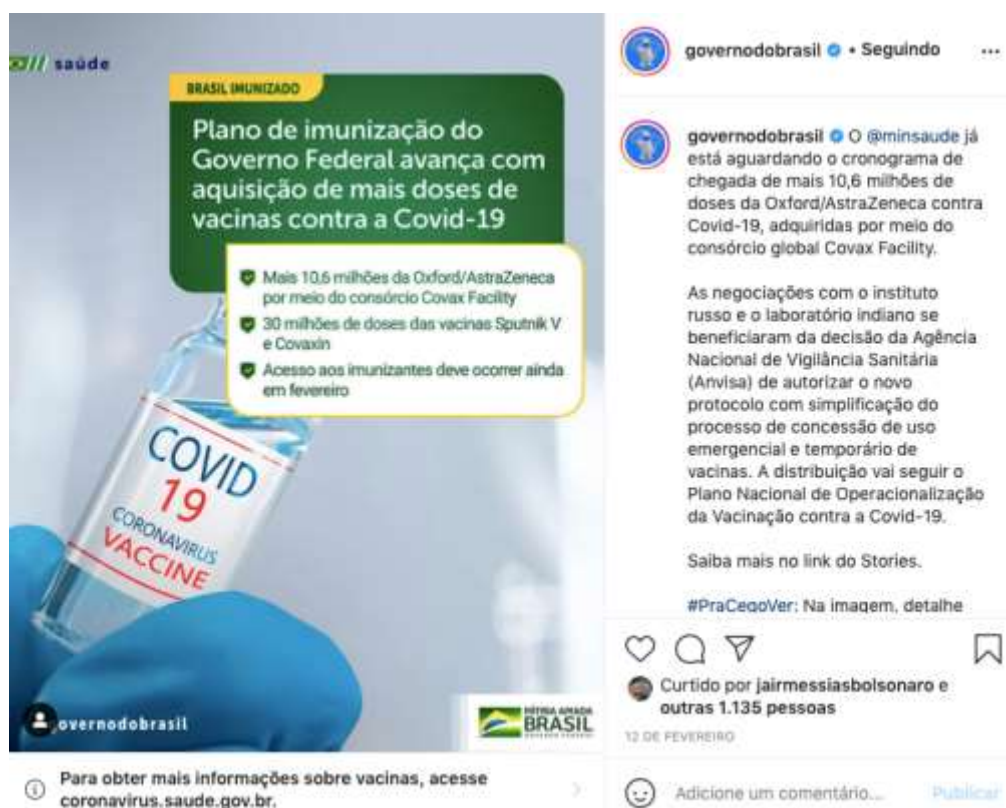 saúde
BRASIL IMUNIZADO
Plano de imunização do
Governo Federal avança com
aquisição de mais doses de
vacinas contra a Covid-19
Mais 10,6 milhões da Oxford/AstraZeneca
por meio do consórcio Covax Facility
30 milhões de doses das vacinas Sputnik V
e Covaxin
Acesso aos imunizantes deve ocorrer ainda
em fevereiro
COVID
19
CORONAVIRUS
VACCINE
overnodobrasil
PÁTRIA AMADA
BRASIL
GOVERNO FEDERAL
Para obter mais informações sobre vacinas, acesse
coronavirus.saude.gov.br.
governodobrasil • Seguindo
governodobrasil O @minsaude já
está aguardando o cronograma de
chegada de mais 10,6 milhões de
doses da Oxford/AstraZeneca contra
Covid-19, adquiridas por meio do
consórcio global Covax Facility.
As negociações com o instituto
russo e o laboratório indiano se
beneficiaram da decisão da Agência
Nacional de Vigilância Sanitária
(Anvisa) de autorizar o novo
protocolo com simplificação do
processo de concessão de uso
emergencial e temporário de
vacinas. A distribuição vai seguir o
Plano Nacional de Operacionalização
da Vacinação contra a Covid-19.
Saiba mais no link do Stories.
#PraCegoVer: Na imagem, detalhe
Curtido por jairmessiasbolsonaro e
outras 1.135 pessoas
12 DE FEVEREIRO
Adicione um comentário... Publicar